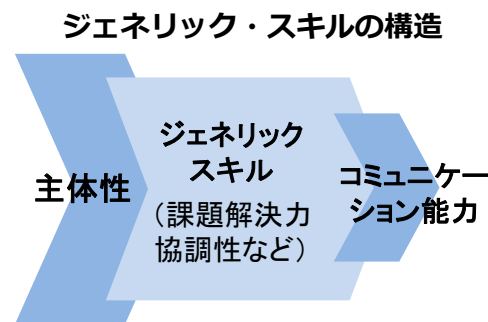 ジェネリック・スキルの構造
主体性
ジェネリック
スキル
（課題解決力
協調性など）
コミュニケー
ション能力